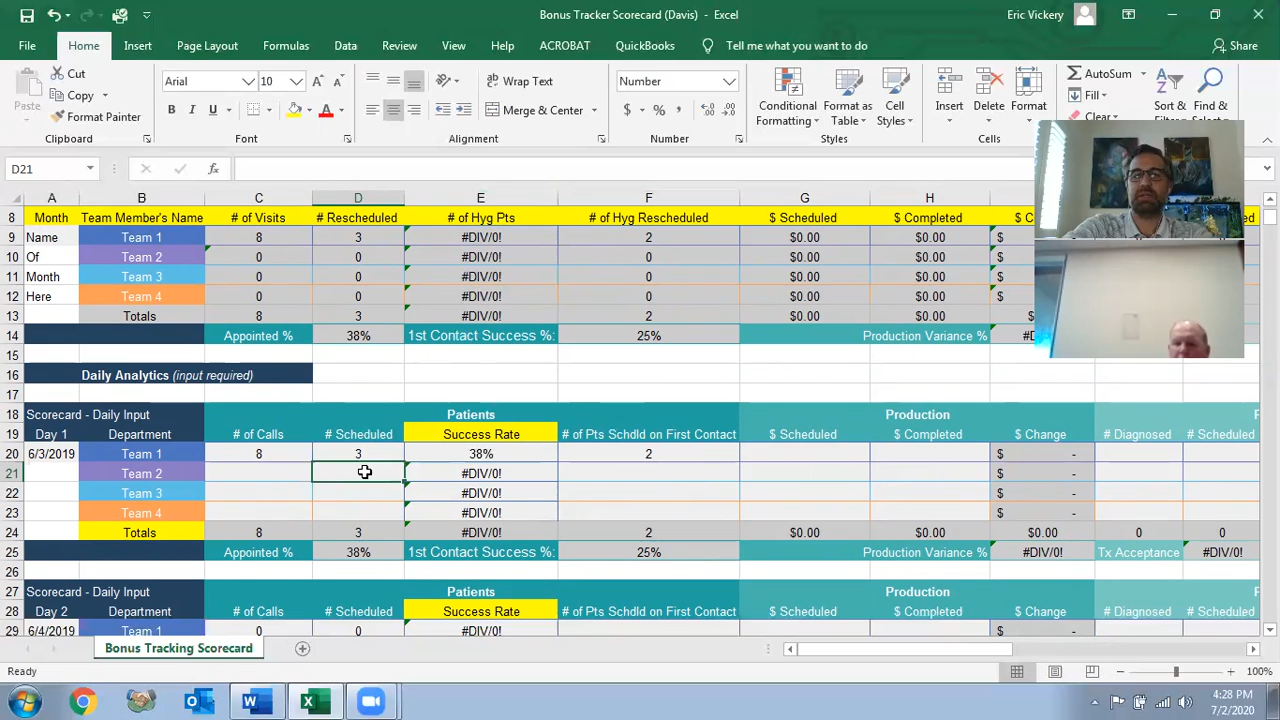 Bonus Tracker Scorecard (Davis) - Excel
Eric Vickery
File Home Insert Page Layout Formulas Data Review View Help ACROBAT QuickBooks Tell me what you want to do Share
Paste
Cut
Copy
Format Painter
Clipboard
Arial 10
B I U
Font
Wrap Text
Merge & Center
Alignment
Number
$ % ,
Number
Conditional Formatting
Format as Table
Cell Styles
Styles
Insert Delete Format
Cells
AutoSum
Fill
Clear
Sort &
Find &
D21 fx
A B C D E F G H
8 Month Team Member's Name # of Visits # Rescheduled # of Hyg Pts # of Hyg Rescheduled $ Scheduled $ Completed
9 Name Team 1 8 3 #DIV/0! 2 $0.00 $0.00 $
10 Of Team 2 0 0 #DIV/0! 0 $0.00 $0.00 $
11 Month Team 3 0 0 #DIV/0! 0 $0.00 $0.00 $
12 Here Team 4 0 0 #DIV/0! 0 $0.00 $0.00 $
13 Totals 8 3 #DIV/0! 2 $0.00 $0.00
14 Appointed % 38% 1st Contact Success %: 25% Production Variance %
15
16 Daily Analytics (input required)
17
18 Scorecard - Daily Input Patients Production
19 Day 1 Department # of Calls # Scheduled Success Rate # of Pts Schdld on First Contact $ Scheduled $ Completed $ Change # Diagnosed # Scheduled
20 6/3/2019 Team 1 8 3 38% 2 $ -
21 Team 2 #DIV/0! $ -
22 Team 3 #DIV/0! $ -
23 Team 4 #DIV/0! $ -
24 Totals 8 3 #DIV/0! 2 $0.00 $0.00 $0.00 0 0
25 Appointed % 38% 1st Contact Success %: 25% Production Variance % #DIV/0! Tx Acceptance #DIV/0!
26
27 Scorecard - Daily Input Patients Production
28 Day 2 Department # of Calls # Scheduled Success Rate # of Pts Schdld on First Contact $ Scheduled $ Completed $ Change # Diagnosed # Scheduled
29 6/4/2019 Team 1 0 0 #DIV/0! $ -
Bonus Tracking Scorecard
Ready 100%
4:28 PM
7/2/2020